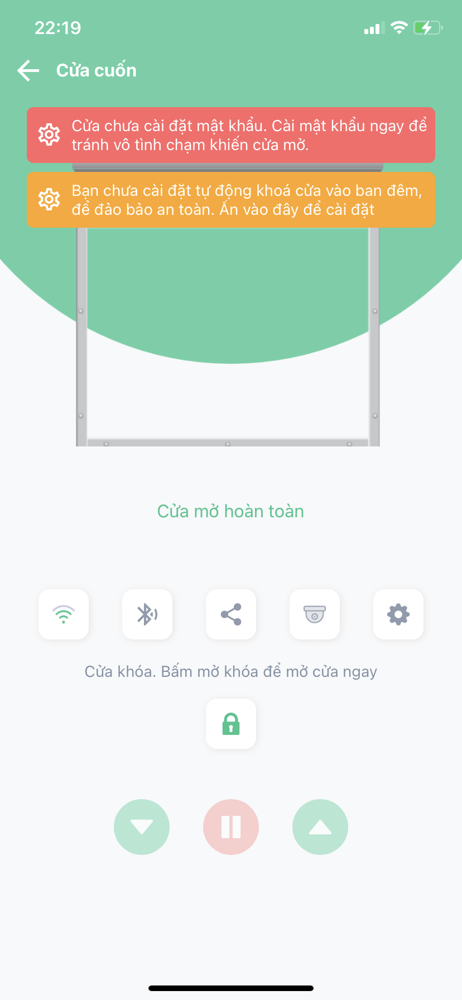 22:19
Cửa cuốn
Cửa chưa cài đặt mật khẩu. Cài mật khẩu ngay để
tránh vô tình chạm khiến cửa mở.
Bạn chưa cài đặt tự động khoá cửa vào ban đêm,
để đảo bảo an toàn. Ấn vào đây để cài đặt
Cửa mở hoàn toàn
Cửa khóa. Bấm mở khóa để mở cửa ngay